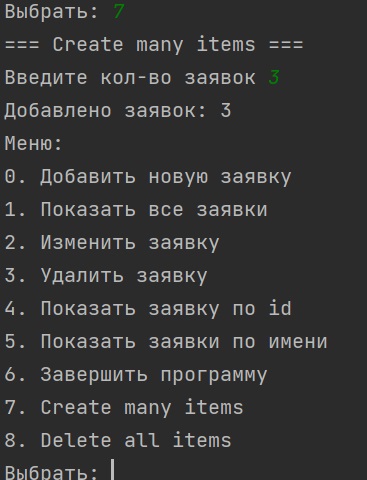 Выбрать: 7
=== Create many items ===
Введите кол-во заявок 3
Добавлено заявок: 3
Меню:
0. Добавить новую заявку
1. Показать все заявки
2. Изменить заявку
3. Удалить заявку
4. Показать заявку по id
5. Показать заявки по имени
6. Завершить программу
7. Create many items
8. Delete all items
Выбрать: